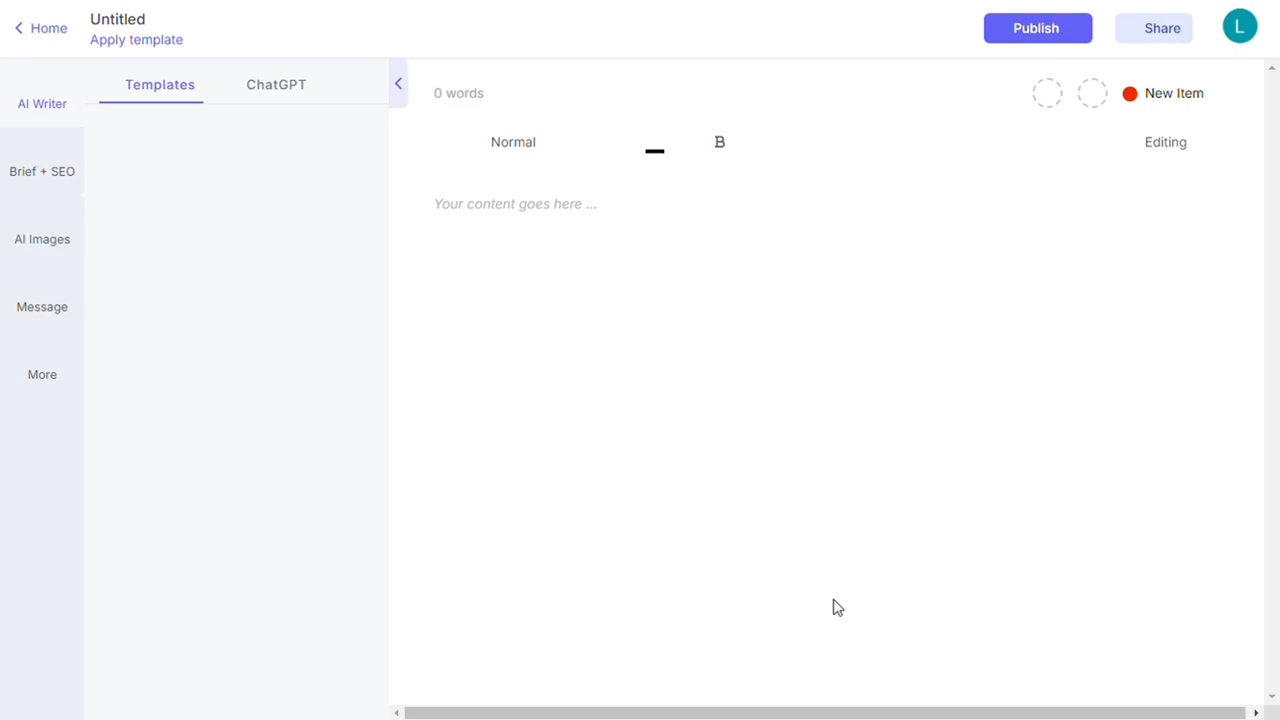 Home
Untitled
Apply template
Publish
Share
L
AI Writer
Templates
ChatGPT
0 words
New Item
Normal
B
Editing
Brief + SEO
Your content goes here ...
AI Images
Message
More